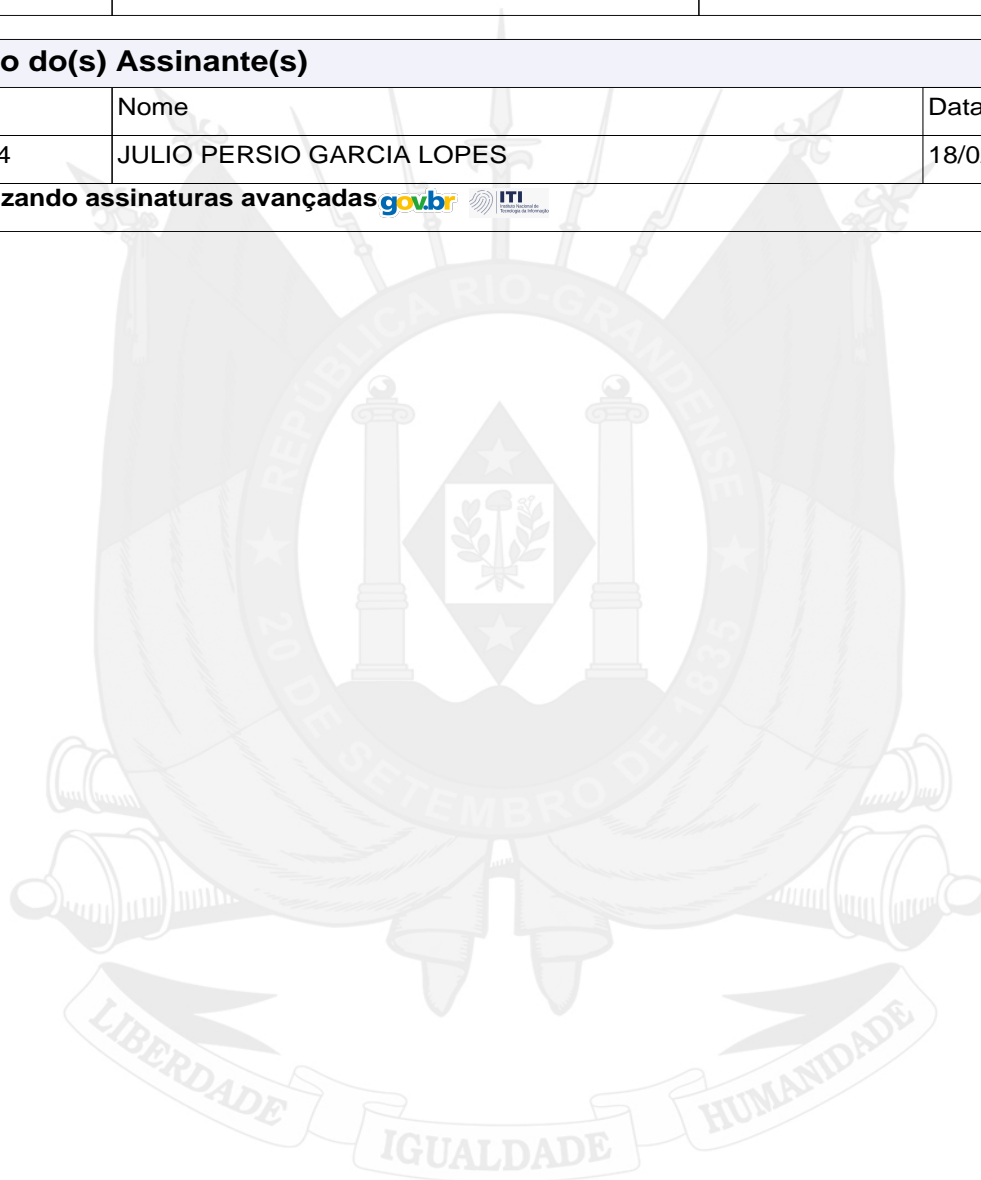 o do(s) Assinante(s)
Nome
Data
4
JULIO PERSIO GARCIA LOPES
18/0
zando assinaturas avançadas gov.br ITI
REPÚBLICA RIO-GRANDENSE
20 DE SETEMBRO DE 1835
LIBERDADE
IGUALDADE
HUMANIDADE